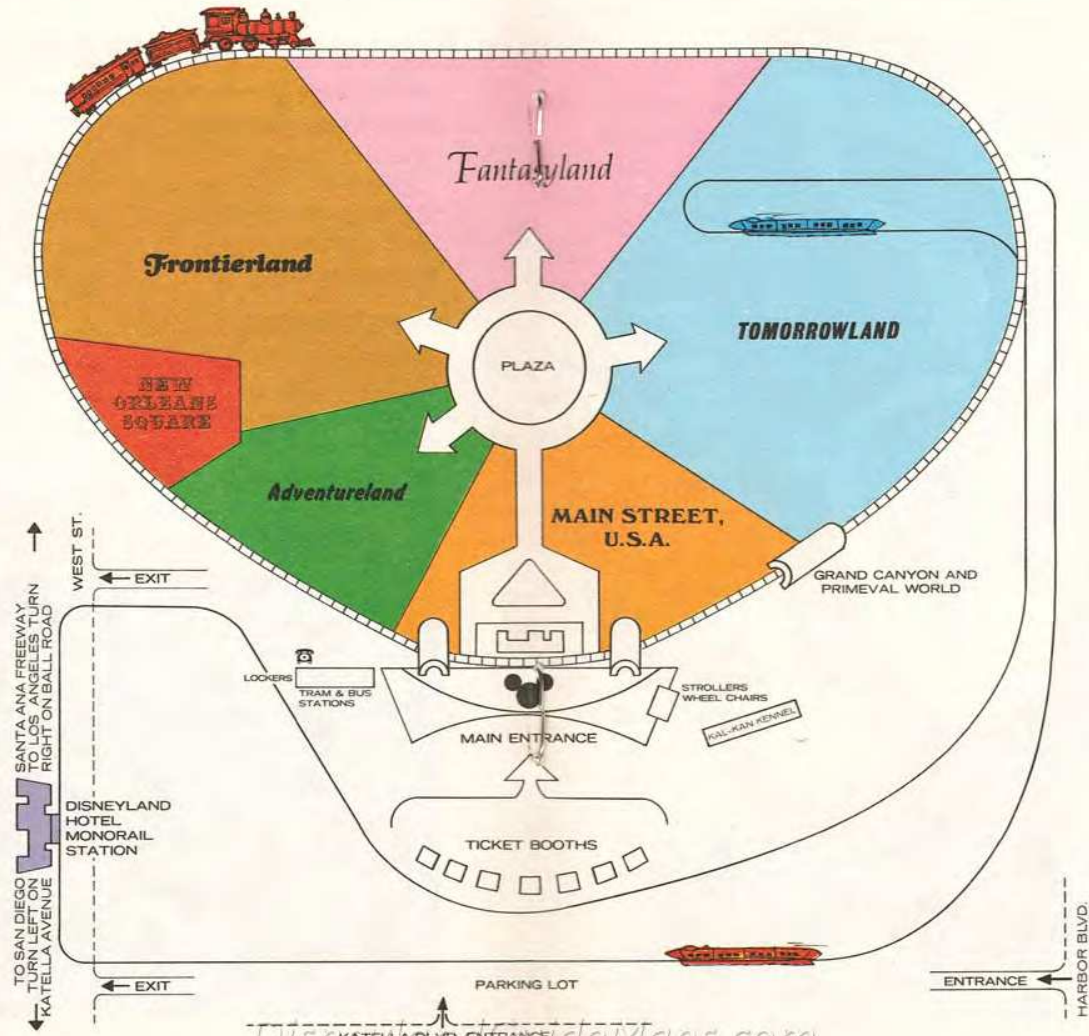 Fantasyland
Frontierland
TOMORROWLAND
PLAZA
NEW
ORLEANS
SQUARE
Adventureland
MAIN STREET,
U.S.A.
GRAND CANYON AND
PRIMEVAL WORLD
WEST ST.
EXIT
SANTA ANA FREEWAY
TO LOS ANGELES TURN
RIGHT ON BALL ROAD
LOCKERS
TRAM & BUS
STATIONS
STROLLERS
WHEEL CHAIRS
KAL-KAN KENNEL
MAIN ENTRANCE
DISNEYLAND
HOTEL
MONORAIL
STATION
TICKET BOOTHS
TO SAN DIEGO
TURN LEFT ON
KATELLA AVENUE
EXIT
PARKING LOT
ENTRANCE
HARBOR BLVD.
KATELLA BLVD. ENTRANCE